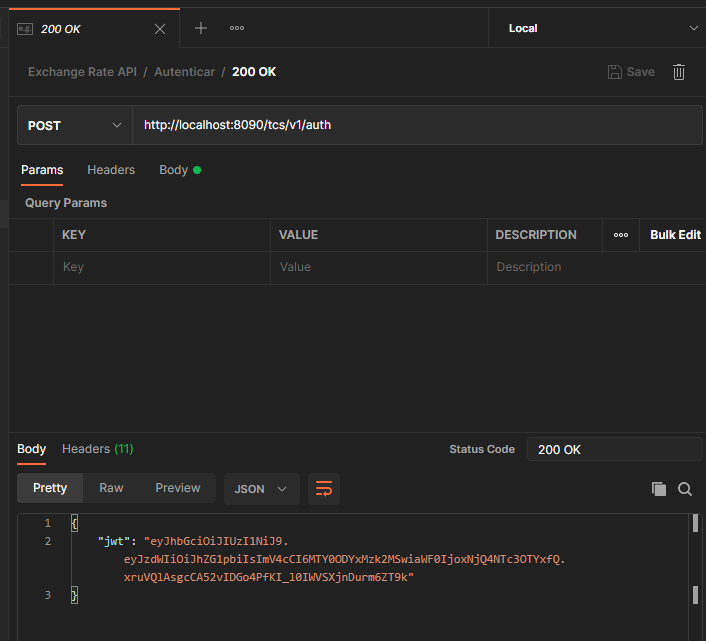 e.g. 200 OK
Local
Exchange Rate API / Autenticar / 200 OK
Save
POST
http://localhost:8090/tcs/v1/auth
Params Headers Body
Query Params
KEY VALUE DESCRIPTION ooo Bulk Edit
Key Value Description
Body Headers (11) Status Code 200 OK
Pretty Raw Preview JSON
1 {
2 "jwt": "eyJhbGciOiJIUzI1NiJ9.
eyJzdWIiOiJhZG1pbiIsImV4cCI6MTY0ODYxMzk2MSwiaWF0IjoxNjQ4NTc3OTYxfQ.
xruVQlAsgcCA52vIDGo4PfKI_l0IWVSXjnDurm6ZT9k"
3 }